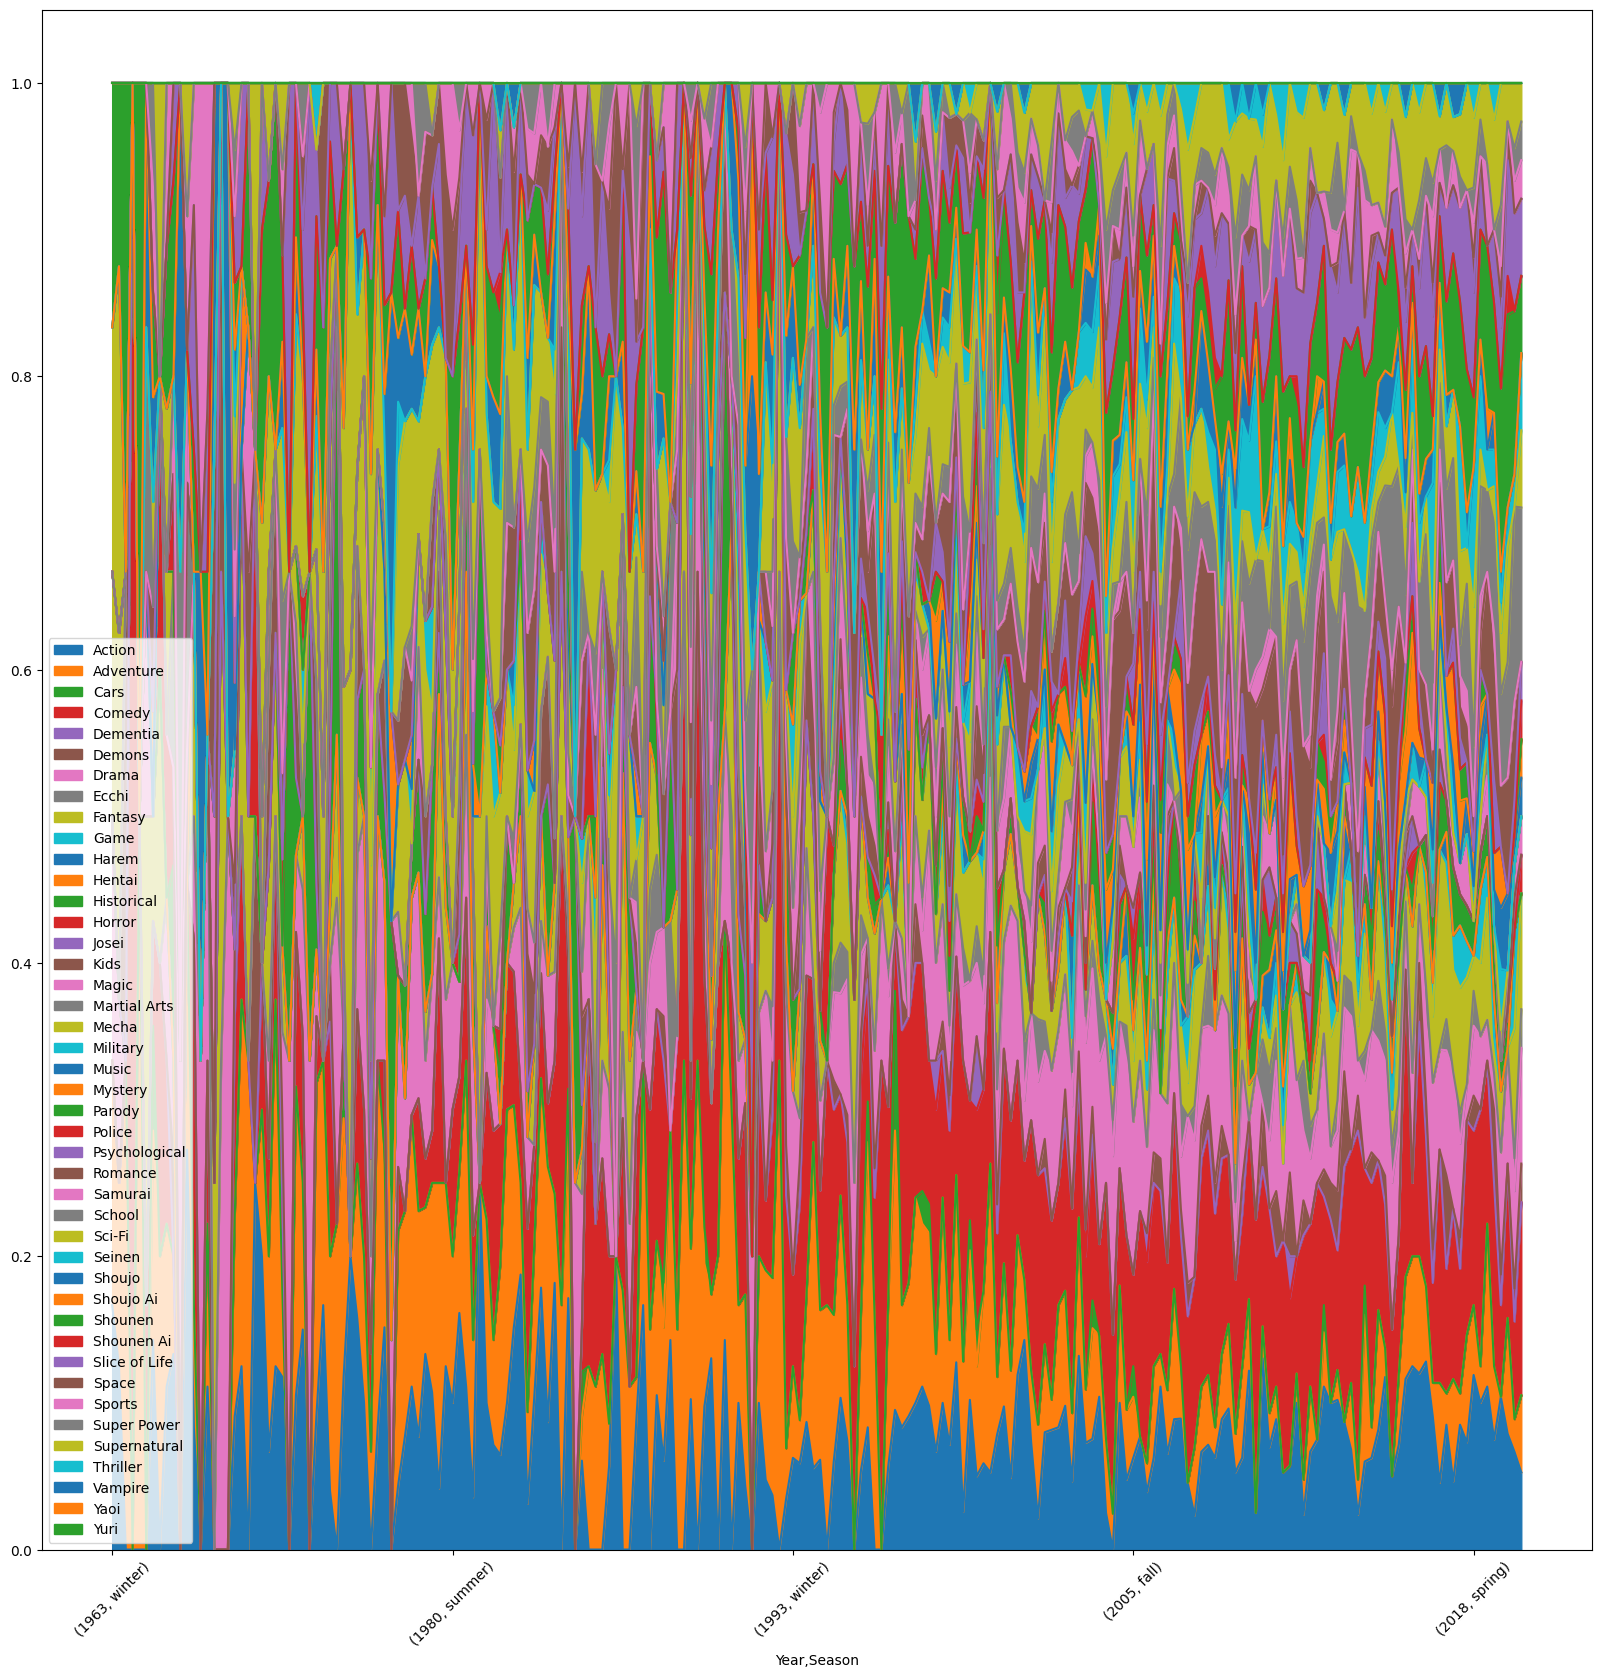 1.0
0.8
0.6
0.4
0.2
0.0
Action
Adventure
Cars
Comedy
Dementia
Demons
Drama
Ecchi
Fantasy
Game
Harem
Hentai
Historical
Horror
Josei
Kids
Magic
Martial Arts
Mecha
Military
Music
Mystery
Parody
Police
Psychological
Romance
Samurai
School
Sci-Fi
Seinen
Shoujo
Shoujo Ai
Shounen
Shounen Ai
Slice of Life
Space
Sports
Super Power
Supernatural
Thriller
Vampire
Yaoi
Yuri
(1963, winter)
(1980, summer)
(1993, winter)
(2005, fall)
(2018, spring)
Year,Season